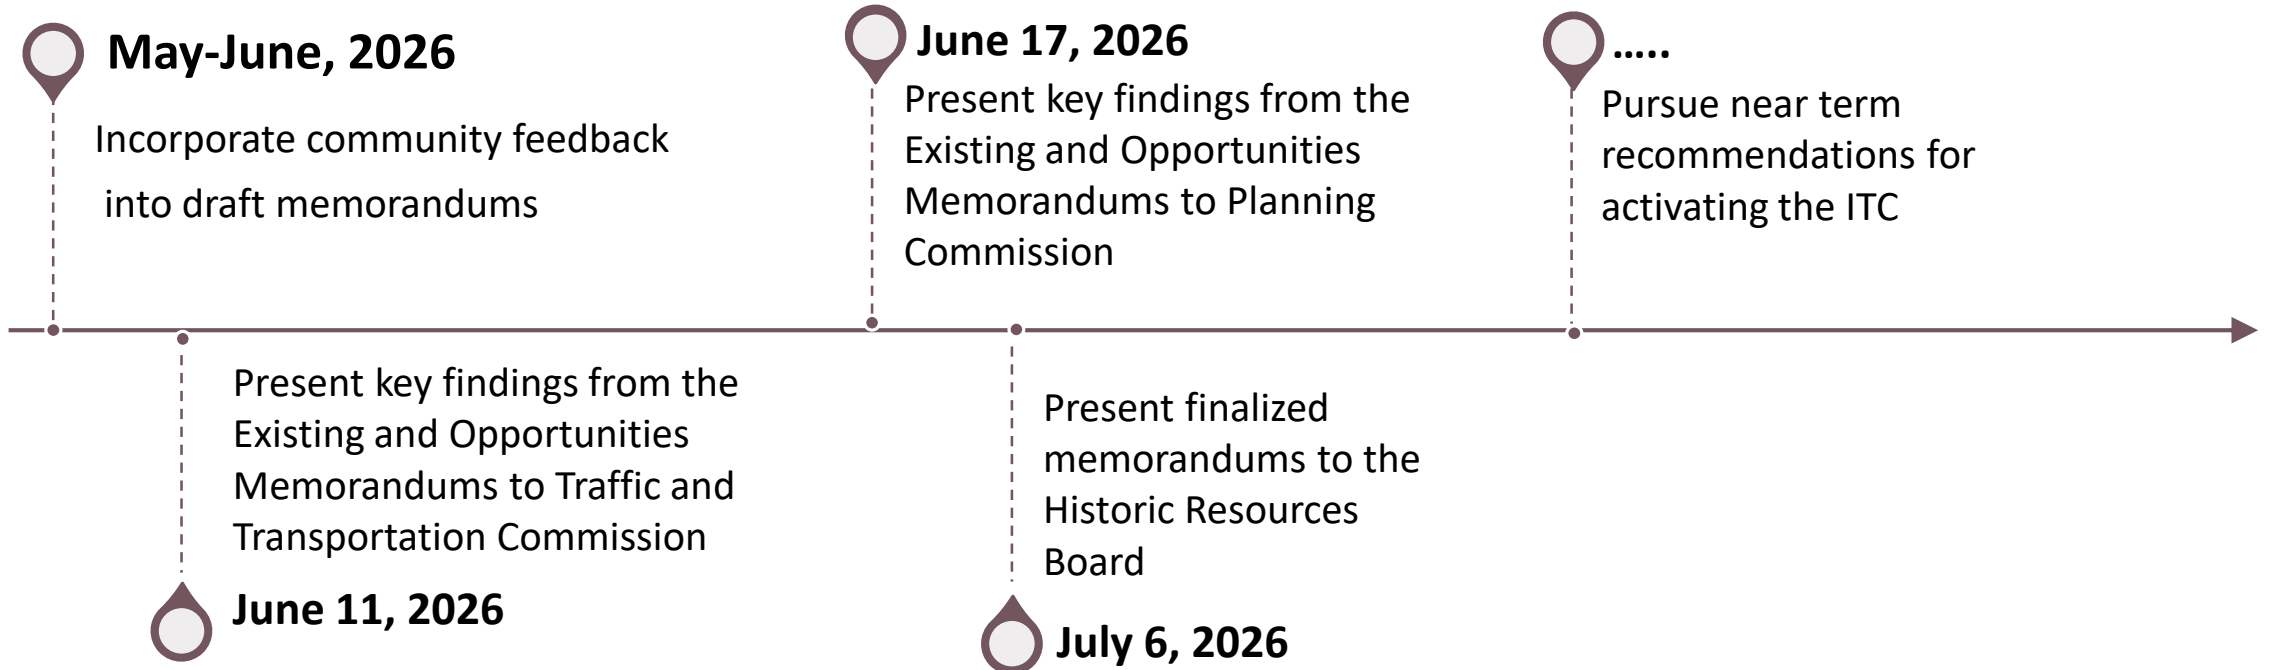 May-June, 2026
Incorporate community feedback
into draft memorandums
June 11, 2026
Present key findings from the
Existing and Opportunities
Memorandums to Traffic and
Transportation Commission
June 17, 2026
Present key findings from the
Existing and Opportunities
Memorandums to Planning
Commission
July 6, 2026
Present finalized
memorandums to the
Historic Resources
Board
.....
Pursue near term
recommendations for
activating the ITC